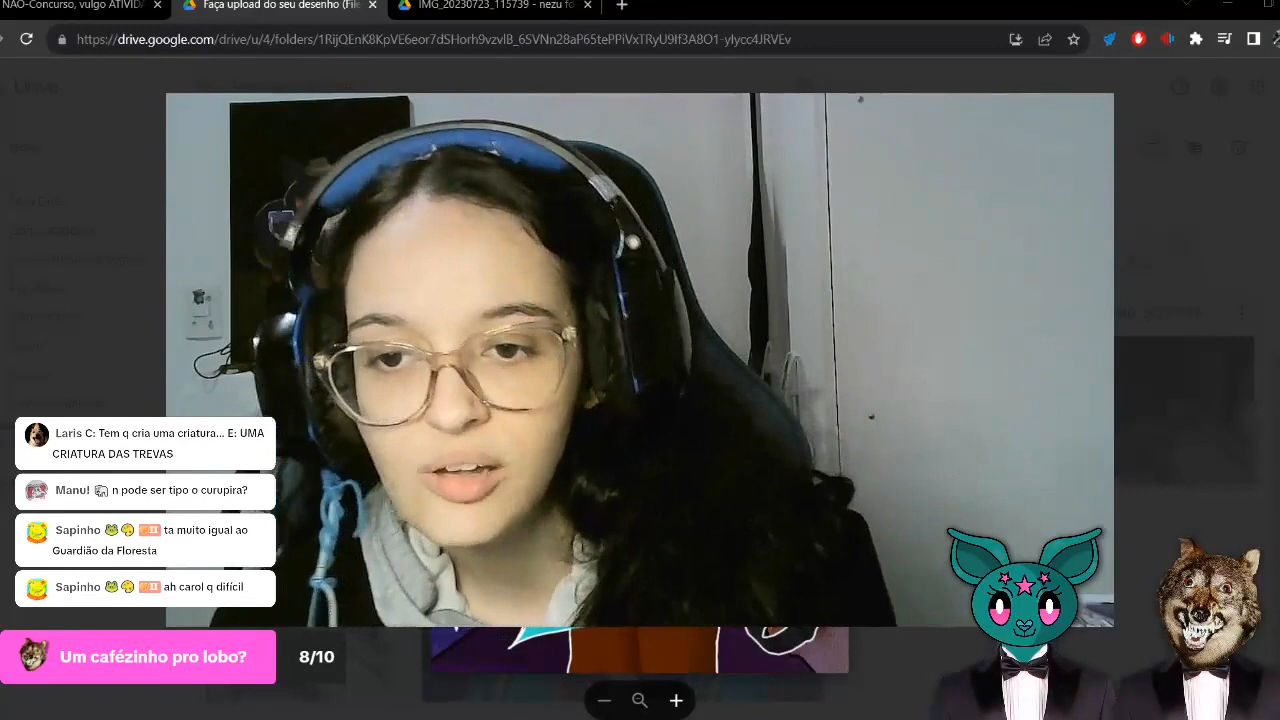 NÃO-Concurso, vulgo ATIVID
Faça upload do seu desenho (File
IMG_20230723_115739 - nezu fo
https://drive.google.com/drive/u/4/folders/1RijQEnK8KpVE6eor7dSHorh9vzvlB_6SVNn28aP65tePPiVxTRyU9If3A8O1-ylycc4JRVEv
Laris C: Tem q cria uma criatura... E: UMA
CRIATURA DAS TREVAS
Manu! n pode ser tipo o curupira?
Sapinho ta muito igual ao
Guardião da Floresta
Sapinho ah carol q difícil
Um cafézinho pro lobo? 8/10